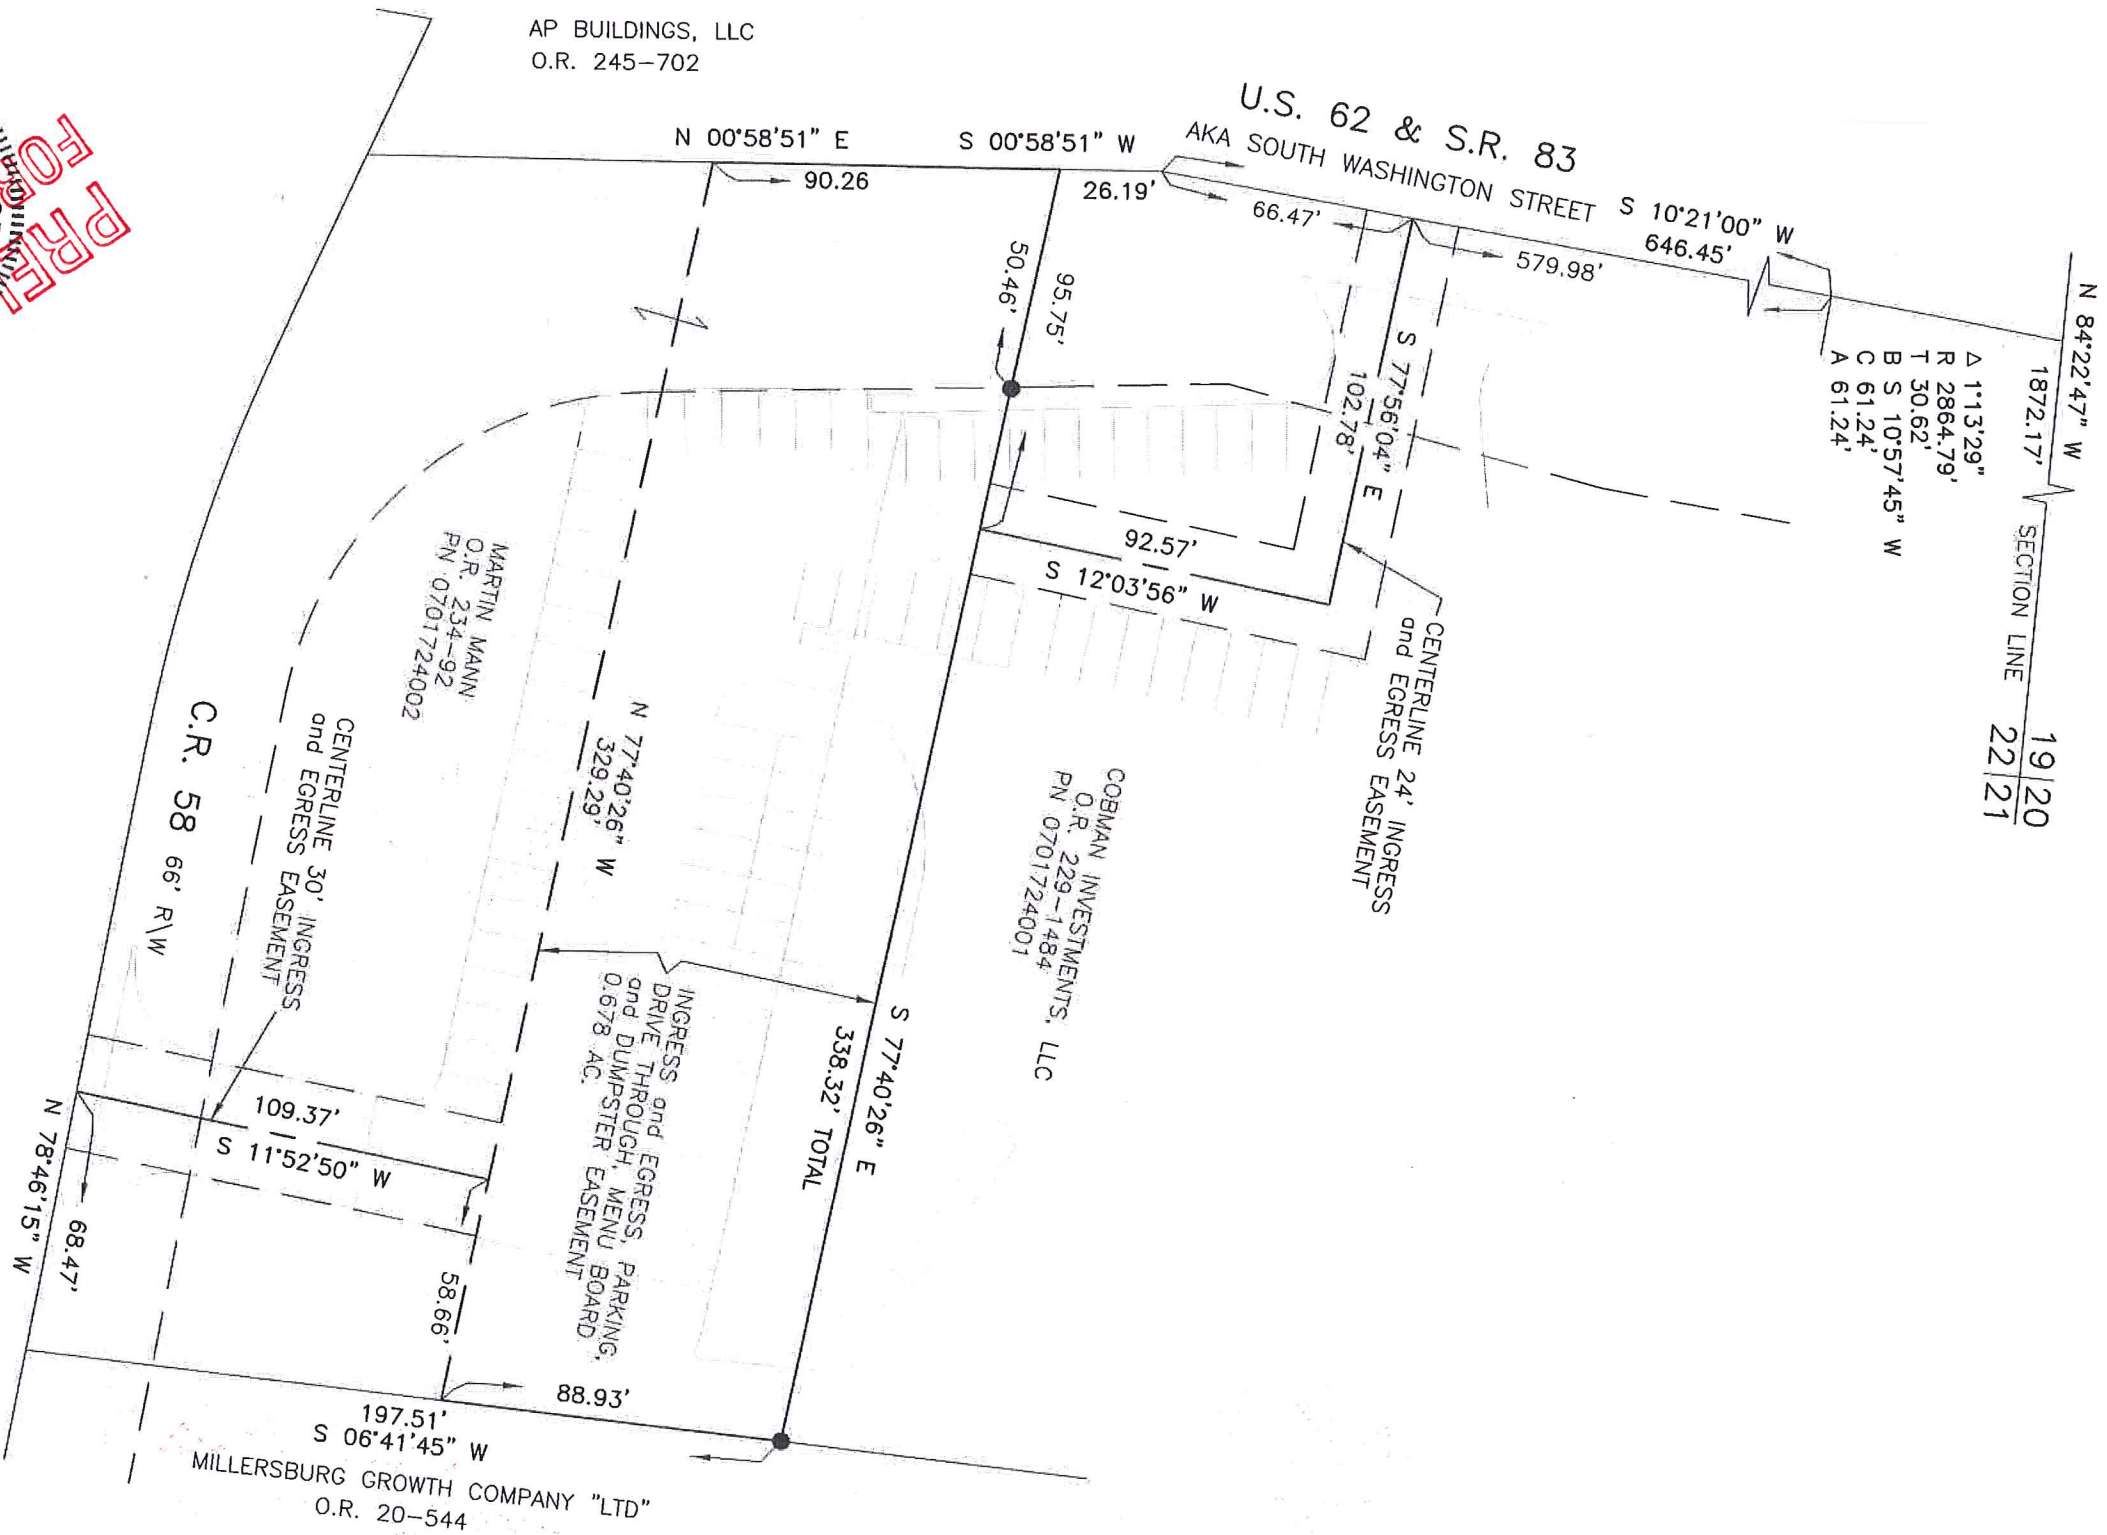 AP BUILDINGS, LLC
O.R. 245-702
U.S. 62 & S.R. 83
AKA SOUTH WASHINGTON STREET
S 10°21'00" W
646.45'
N 00°58'51" E
90.26
S 00°58'51" W
26.19'
66.47'
579.98'
N 84°22'47" W
1872.17'
SECTION LINE
19 20
22 21
Δ 1°13'29"
R 2864.79'
T 30.62'
B S 10°57'45" W
C 61.24'
A 61.24'
50.46'
95.75'
S 77°56'04" E
102.78'
92.57'
S 12°03'56" W
CENTERLINE 24' INGRESS
and EGRESS EASEMENT
COBMAN INVESTMENTS, LLC
O.R. 229-1484
PN 0701724001
MARTIN MANN
O.R. 234-92
PN 0701724002
N 77°40'26" W
329.29'
S 77°40'26" E
338.32' TOTAL
INGRESS and EGRESS, PARKING,
DRIVE THROUGH, MENU BOARD
and DUMPSTER EASEMENT
0.678 AC.
CENTERLINE 30' INGRESS
and EGRESS EASEMENT
C.R. 58 66' R\W
109.37'
S 11°52'50" W
N 78°46'15" W
68.47'
58.66'
88.93'
197.51'
S 06°41'45" W
MILLERSBURG GROWTH COMPANY "LTD"
O.R. 20-544
PRE
FOR